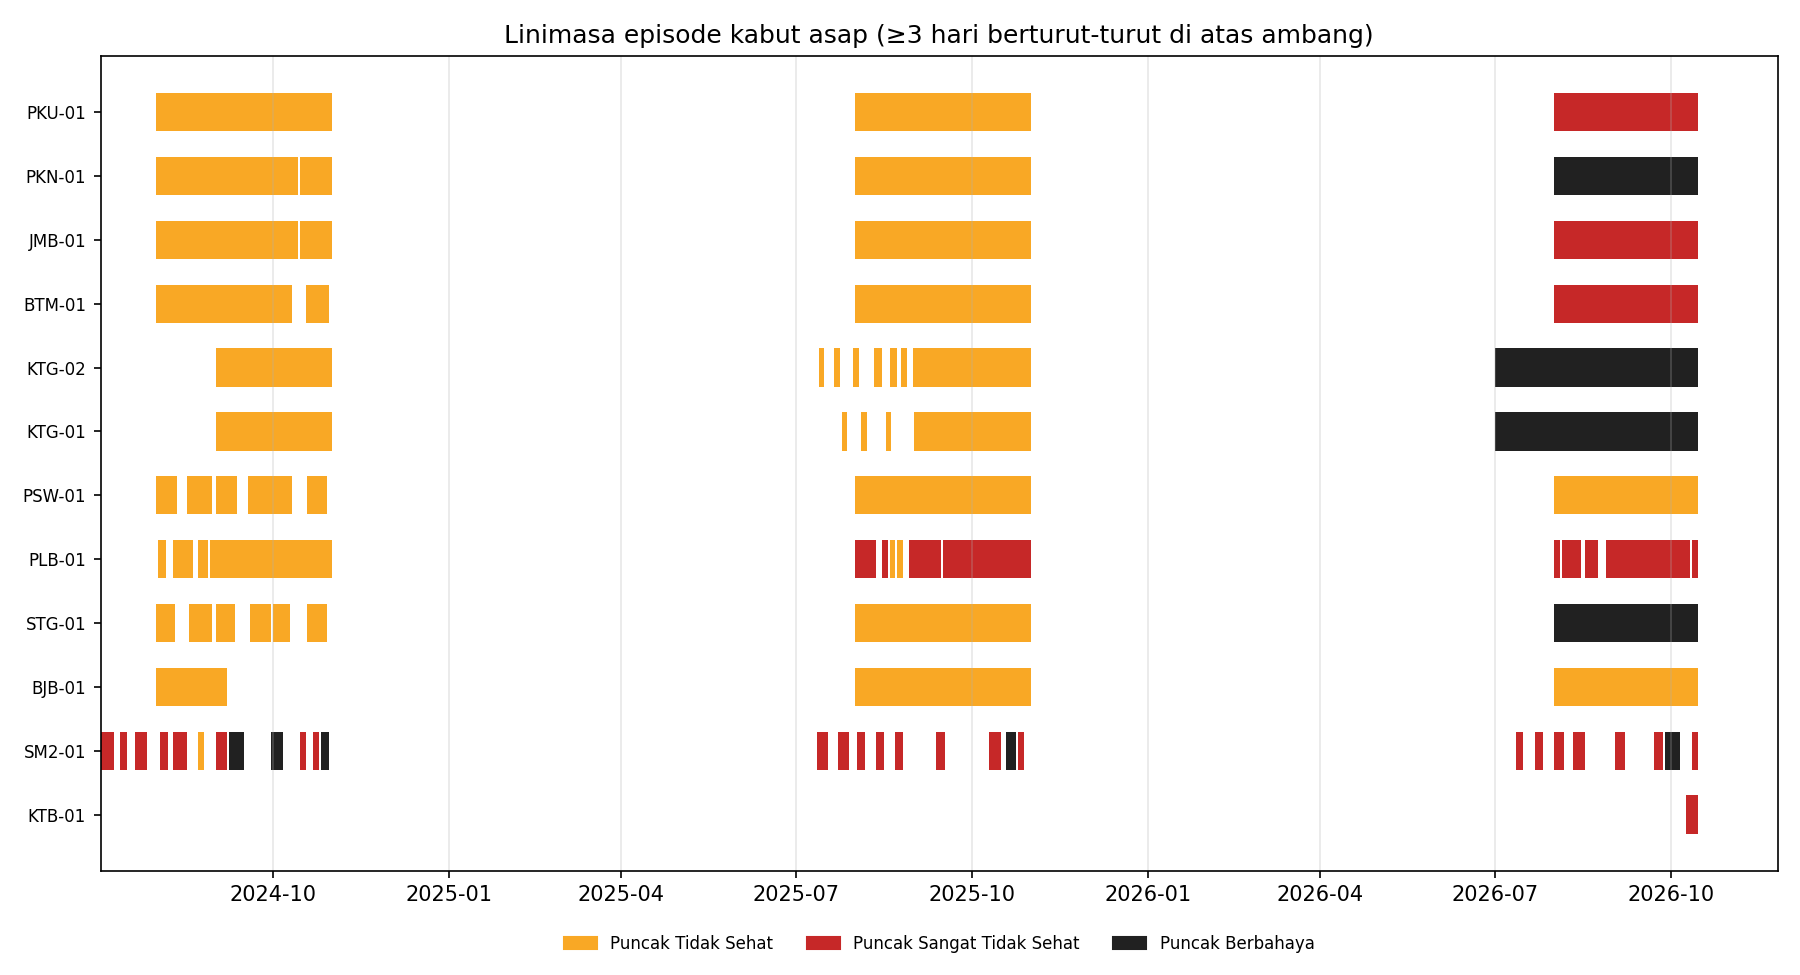 Linimasa episode kabut asap (≥3 hari berturut-turut di atas ambang)
PKU-01
PKN-01
JMB-01
BTM-01
KTG-02
KTG-01
PSW-01
PLB-01
STG-01
BJB-01
SM2-01
KTB-01
2024-10 2025-01 2025-04 2025-07 2025-10 2026-01 2026-04 2026-07 2026-10
Puncak Tidak Sehat Puncak Sangat Tidak Sehat Puncak Berbahaya